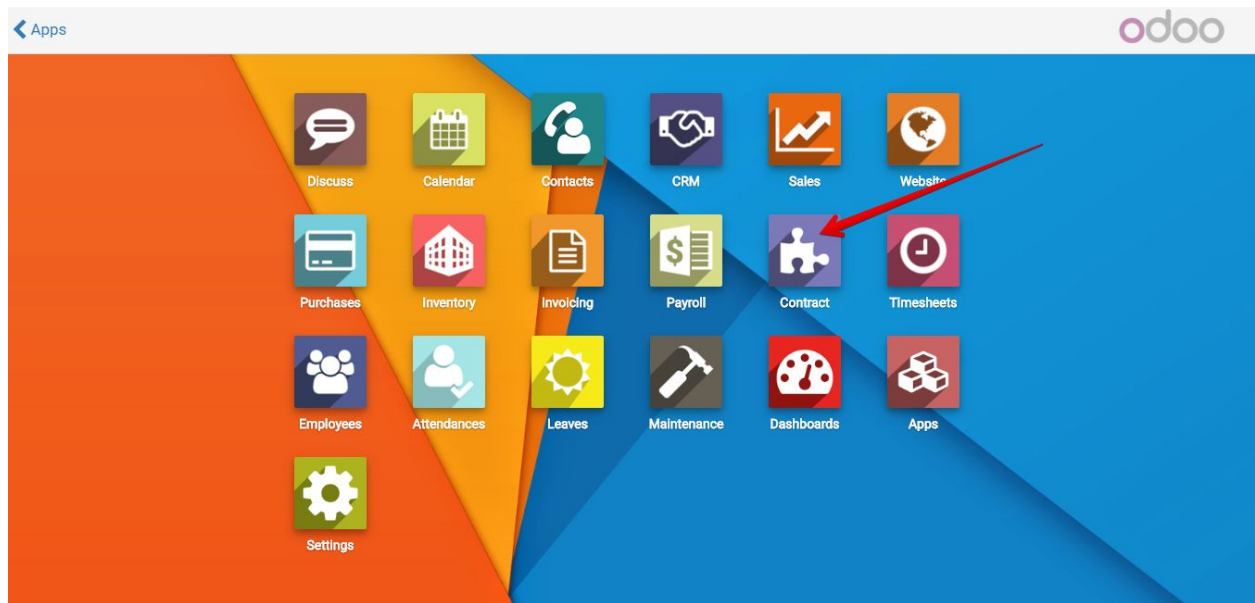 Apps
odoo
Discuss Calendar Contacts CRM Sales Website
Purchases Inventory Invoicing Payroll Contract Timesheets
Employees Attendances Leaves Maintenance Dashboards Apps
Settings